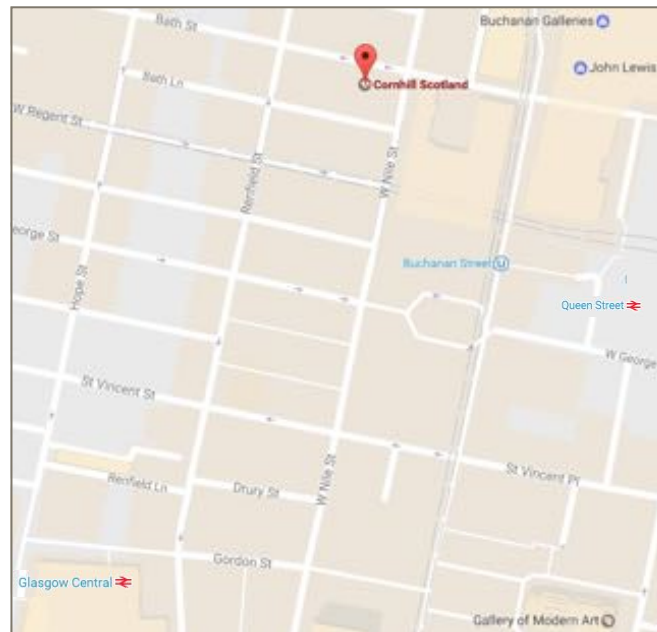 Bath St
Buchanan Galleries
John Lewis
Bath Ln
Cornhill Scotland
W Regent St
Renfield St
W Nile St
eorge St
Buchanan Street
Hope St
Queen Street
W George
St Vincent St
W Nile St
St Vincent Pl
Renfield Ln
Drury St
Gordon St
Glasgow Central
Gallery of Modern Art